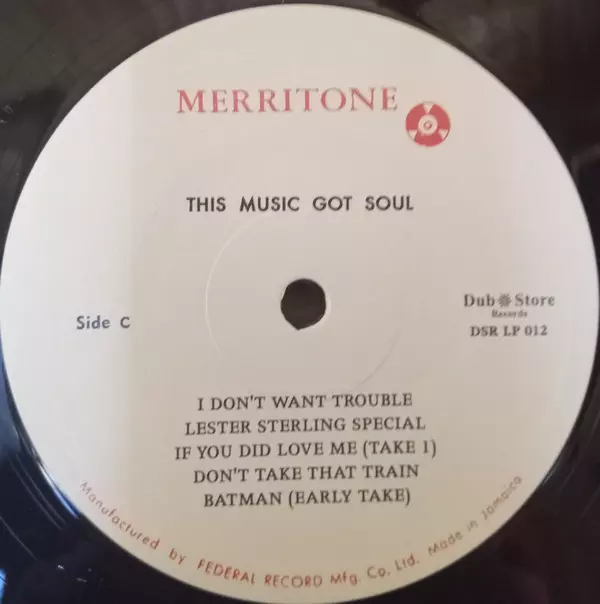 MERRITONE
THIS MUSIC GOT SOUL
Side C
Dub Store
Records
DSR LP 012
I DON'T WANT TROUBLE
LESTER STERLING SPECIAL
IF YOU DID LOVE ME (TAKE 1)
DON'T TAKE THAT TRAIN
BATMAN (EARLY TAKE)
Manufactured by FEDERAL RECORD Mfg. Co. Ltd. Made in Jamaica